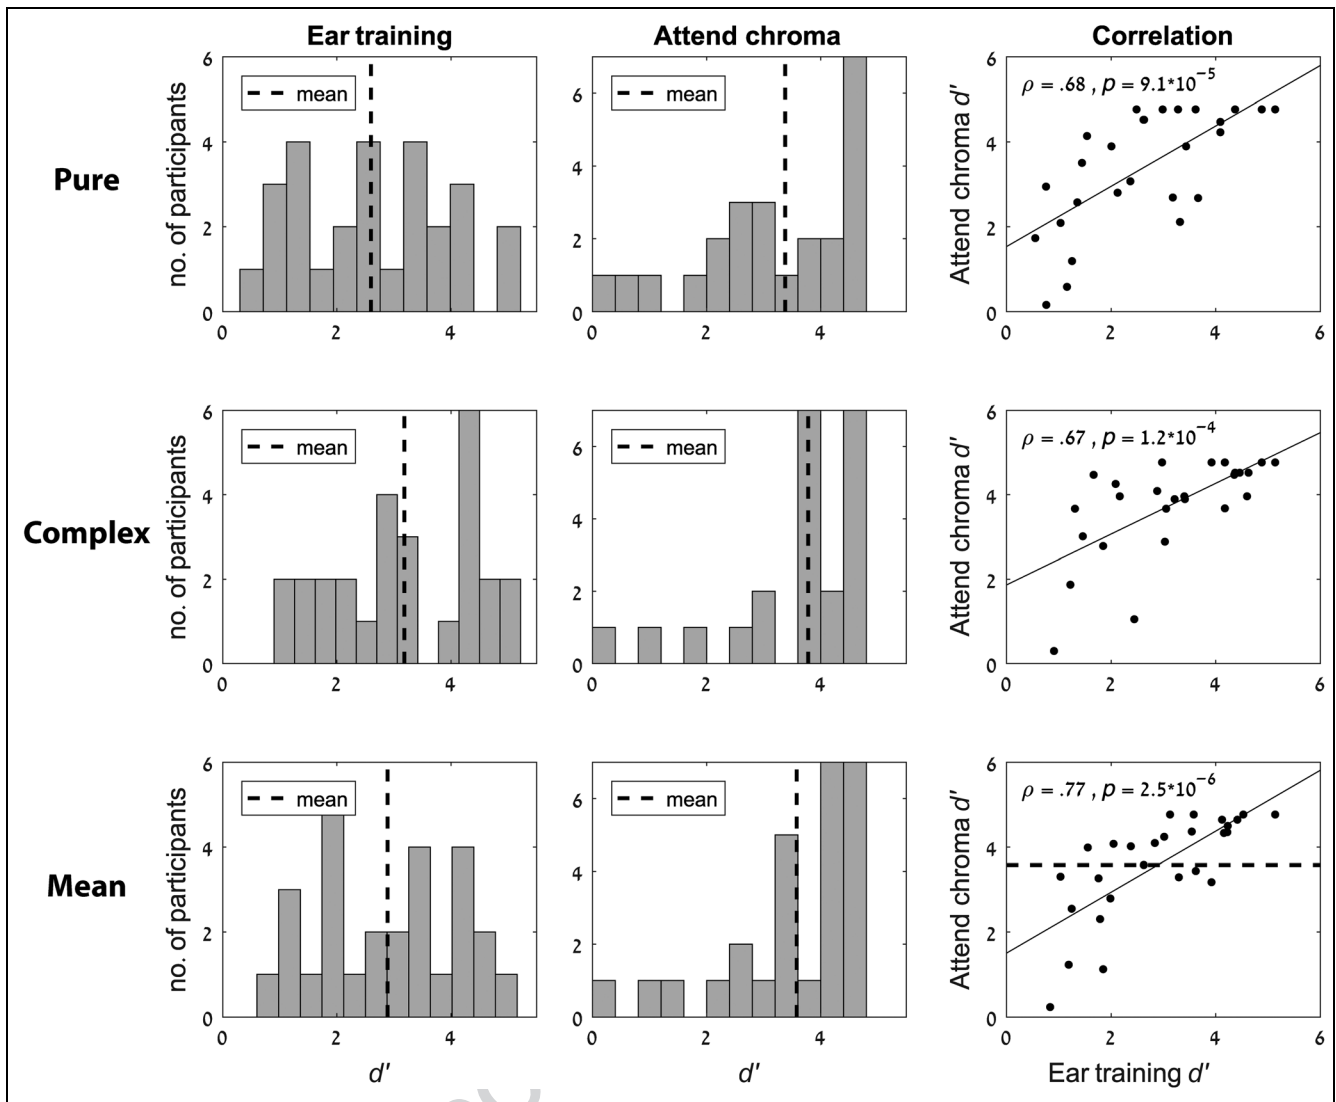 Ear training Attend chroma Correlation
Pure
no. of participants
6
4
2
0
mean
0 2 4
6
4
2
0
mean
0 2 4
Attend chroma d′
6
4
2
0
ρ = .68 , p = 9.1*10⁻⁵
0 2 4 6
Complex
no. of participants
6
4
2
0
mean
0 2 4
6
4
2
0
mean
0 2 4
Attend chroma d′
6
4
2
0
ρ = .67 , p = 1.2*10⁻⁴
0 2 4 6
Mean
no. of participants
6
4
2
0
mean
0 2 4
d′
6
4
2
0
mean
0 2 4
d′
Attend chroma d′
6
4
2
0
ρ = .77 , p = 2.5*10⁻⁶
0 2 4 6
Ear training d′